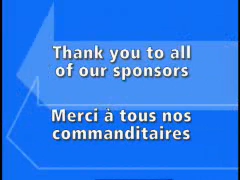 Thank you to all
of our sponsors
Merci à tous nos
commanditaires